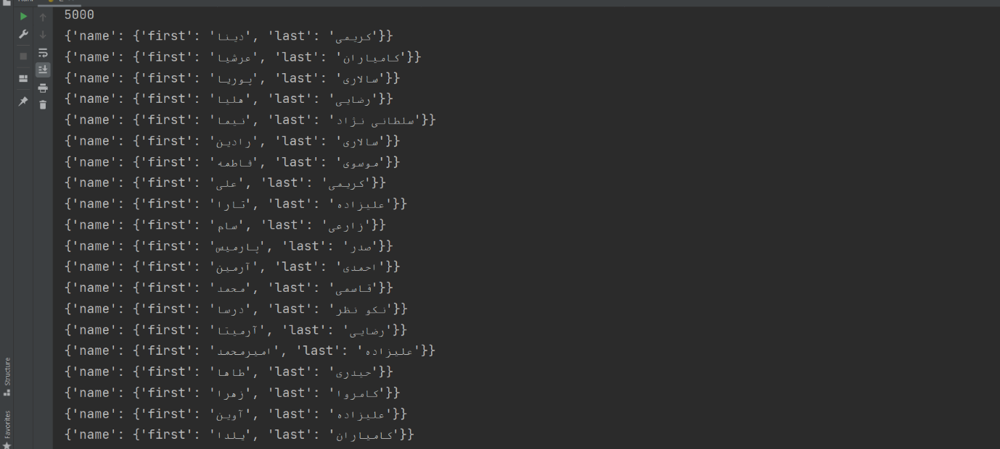 5000
{'name': {'first': 'دینا', 'last': 'کریمی'}}
{'name': {'first': 'عرشیا', 'last': 'کامیاران'}}
{'name': {'first': 'پوریا', 'last': 'سالاری'}}
{'name': {'first': 'هلیا', 'last': 'رضایی'}}
{'name': {'first': 'نیما', 'last': 'سلطانی نژاد'}}
{'name': {'first': 'رادین', 'last': 'سالاری'}}
{'name': {'first': 'فاطمه', 'last': 'موسوی'}}
{'name': {'first': 'علی', 'last': 'کریمی'}}
{'name': {'first': 'تارا', 'last': 'علیزاده'}}
{'name': {'first': 'سام', 'last': 'زارعی'}}
{'name': {'first': 'پارمیس', 'last': 'صدر'}}
{'name': {'first': 'آرمین', 'last': 'احمدی'}}
{'name': {'first': 'محمد', 'last': 'قاسمی'}}
{'name': {'first': 'درسا', 'last': 'نکو نظر'}}
{'name': {'first': 'آرمیتا', 'last': 'رضایی'}}
{'name': {'first': 'امیرمحمد', 'last': 'علیزاده'}}
{'name': {'first': 'طاها', 'last': 'حیدری'}}
{'name': {'first': 'زهرا', 'last': 'کامروا'}}
{'name': {'first': 'آوین', 'last': 'علیزاده'}}
{'name': {'first': 'یلدا', 'last': 'کامیاران'}}
Structure
Favorites